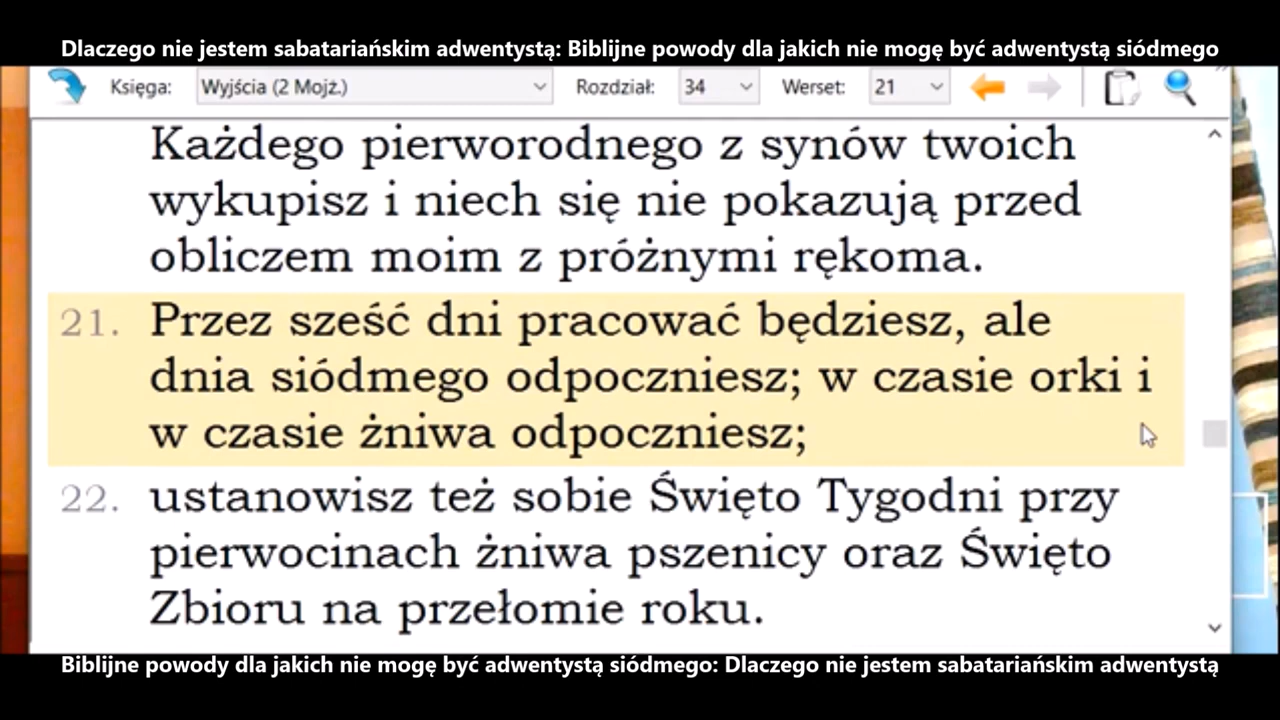 Dlaczego nie jestem sabatariańskim adwentystą: Biblijne powody dla jakich nie mogę być adwentystą siódmego
Księga: Wyjścia (2 Mojż.) Rozdział: 34 Werset: 21
Każdego pierworodnego z synów twoich
wykupisz i niech się nie pokazują przed
obliczem moim z próżnymi rękoma.
21. Przez sześć dni pracować będziesz, ale
dnia siódmego odpoczniesz; w czasie orki i
w czasie żniwa odpoczniesz;
22. ustanowisz też sobie Święto Tygodni przy
pierwocinach żniwa pszenicy oraz Święto
Zbioru na przełomie roku.
Biblijne powody dla jakich nie mogę być adwentystą siódmego: Dlaczego nie jestem sabatariańskim adwentystą